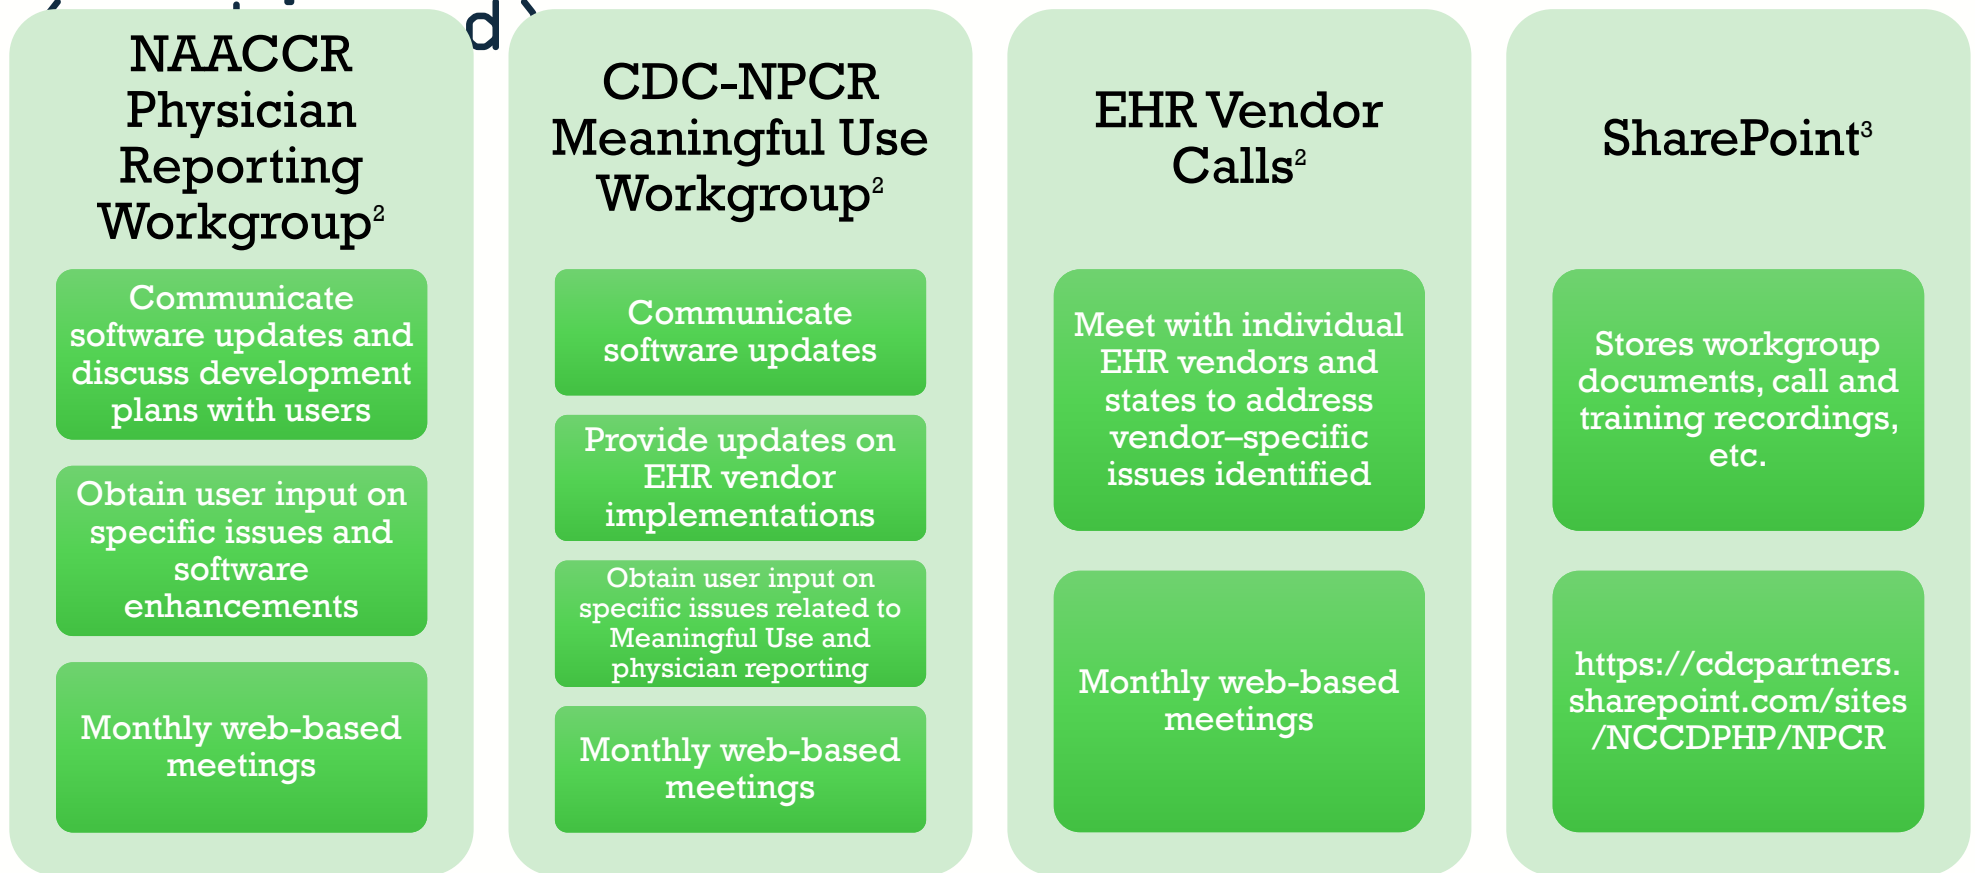 NAACCR
Physician
Reporting
Workgroup²
Communicate
software updates and
discuss development
plans with users
Obtain user input on
specific issues and
software
enhancements
Monthly web-based
meetings
CDC-NPCR
Meaningful Use
Workgroup²
Communicate
software updates
Provide updates on
EHR vendor
implementations
Obtain user input on
specific issues related to
Meaningful Use and
physician reporting
Monthly web-based
meetings
EHR Vendor
Calls²
Meet with individual
EHR vendors and
states to address
vendor–specific
issues identified
Monthly web-based
meetings
SharePoint³
Stores workgroup
documents, call and
training recordings,
etc.
https://cdcpartners.
sharepoint.com/sites
/NCCDPHP/NPCR